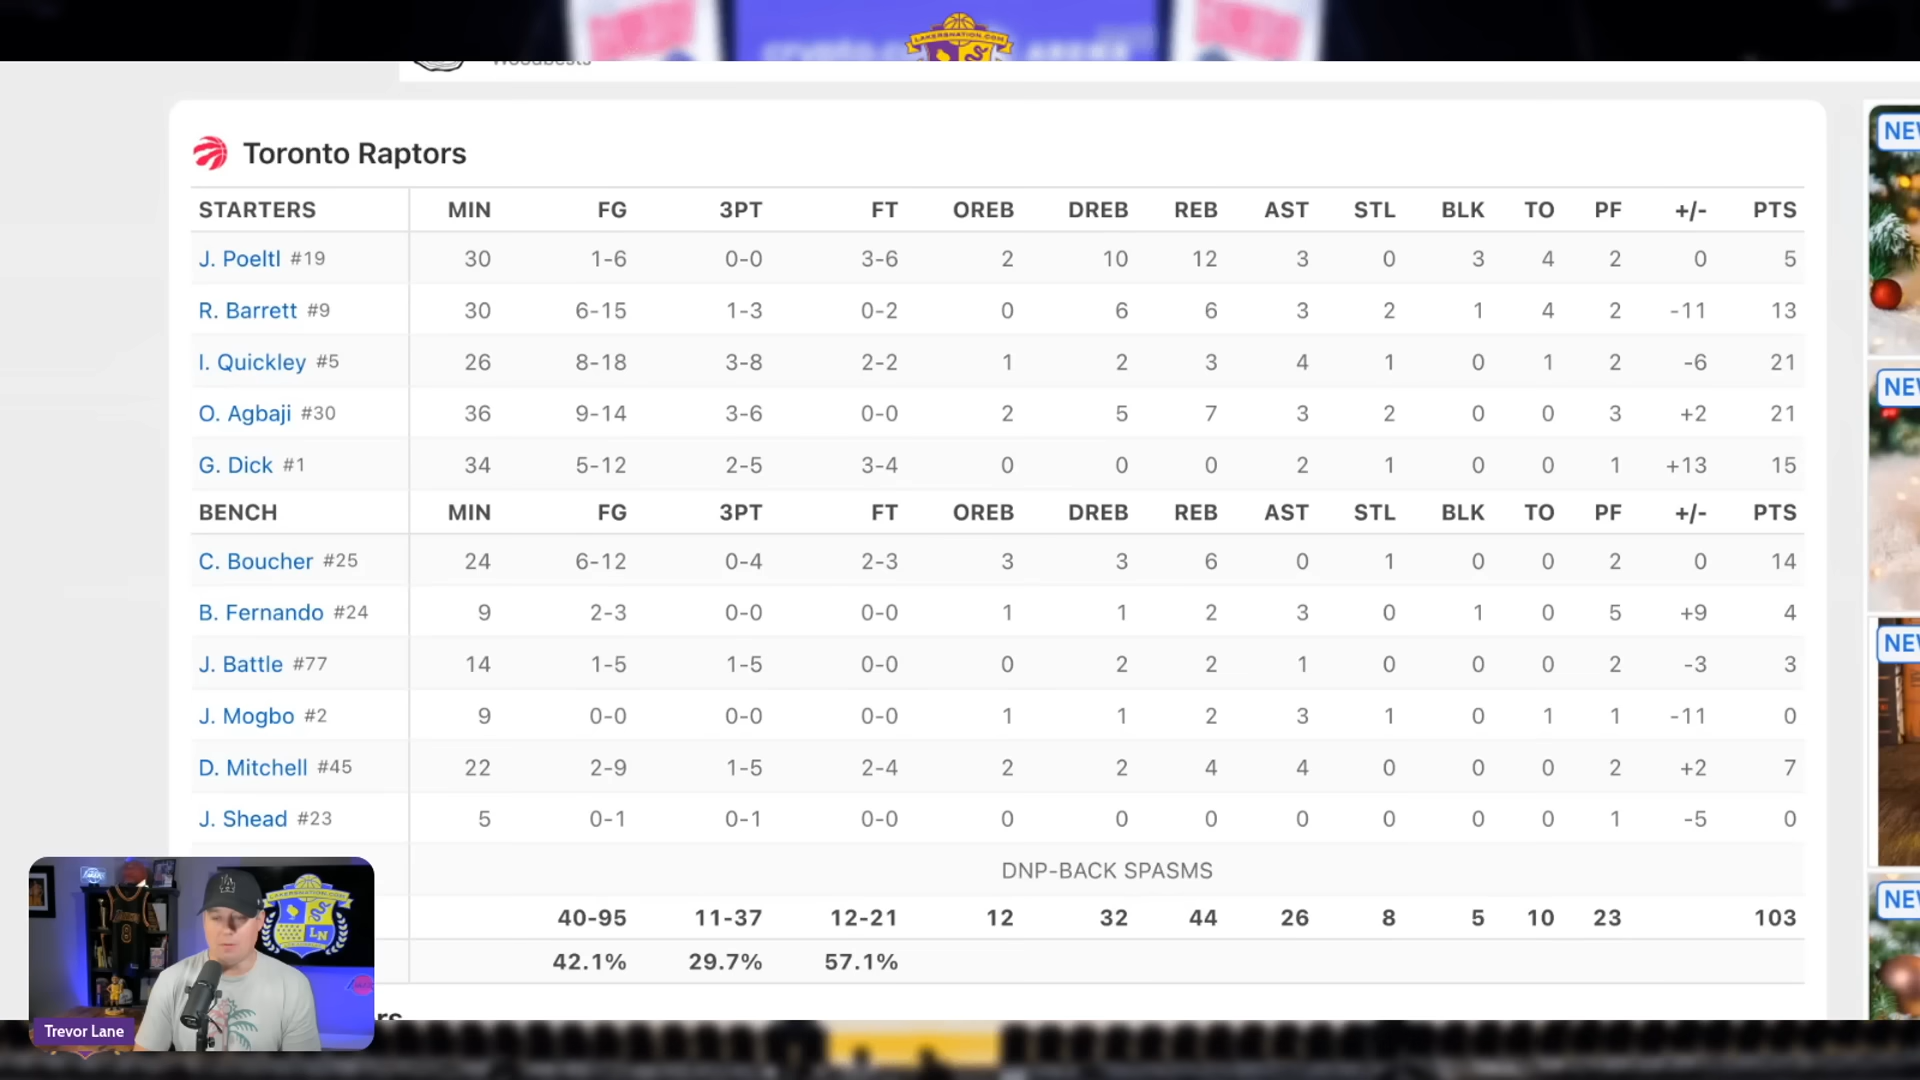 LAKERSNATION.COM
Toronto Raptors
STARTERS MIN FG 3PT FT OREB DREB REB AST STL BLK TO PF +/- PTS
J. Poeltl #19 30 1-6 0-0 3-6 2 10 12 3 0 3 4 2 0 5
R. Barrett #9 30 6-15 1-3 0-2 0 6 6 3 2 1 4 2 -11 13
I. Quickley #5 26 8-18 3-8 2-2 1 2 3 4 1 0 1 2 -6 21
O. Agbaji #30 36 9-14 3-6 0-0 2 5 7 3 2 0 0 3 +2 21
G. Dick #1 34 5-12 2-5 3-4 0 0 0 2 1 0 0 1 +13 15
BENCH MIN FG 3PT FT OREB DREB REB AST STL BLK TO PF +/- PTS
C. Boucher #25 24 6-12 0-4 2-3 3 3 6 0 1 0 0 2 0 14
B. Fernando #24 9 2-3 0-0 0-0 1 1 2 3 0 1 0 5 +9 4
J. Battle #77 14 1-5 1-5 0-0 0 2 2 1 0 0 0 2 -3 3
J. Mogbo #2 9 0-0 0-0 0-0 1 1 2 3 1 0 1 1 -11 0
D. Mitchell #45 22 2-9 1-5 2-4 2 2 4 4 0 0 0 2 +2 7
J. Shead #23 5 0-1 0-1 0-0 0 0 0 0 0 0 0 1 -5 0
DNP-BACK SPASMS
40-95 11-37 12-21 12 32 44 26 8 5 10 23 103
42.1% 29.7% 57.1%
rs
NEW
NEW
NEW
NEW
LN
Trevor Lane